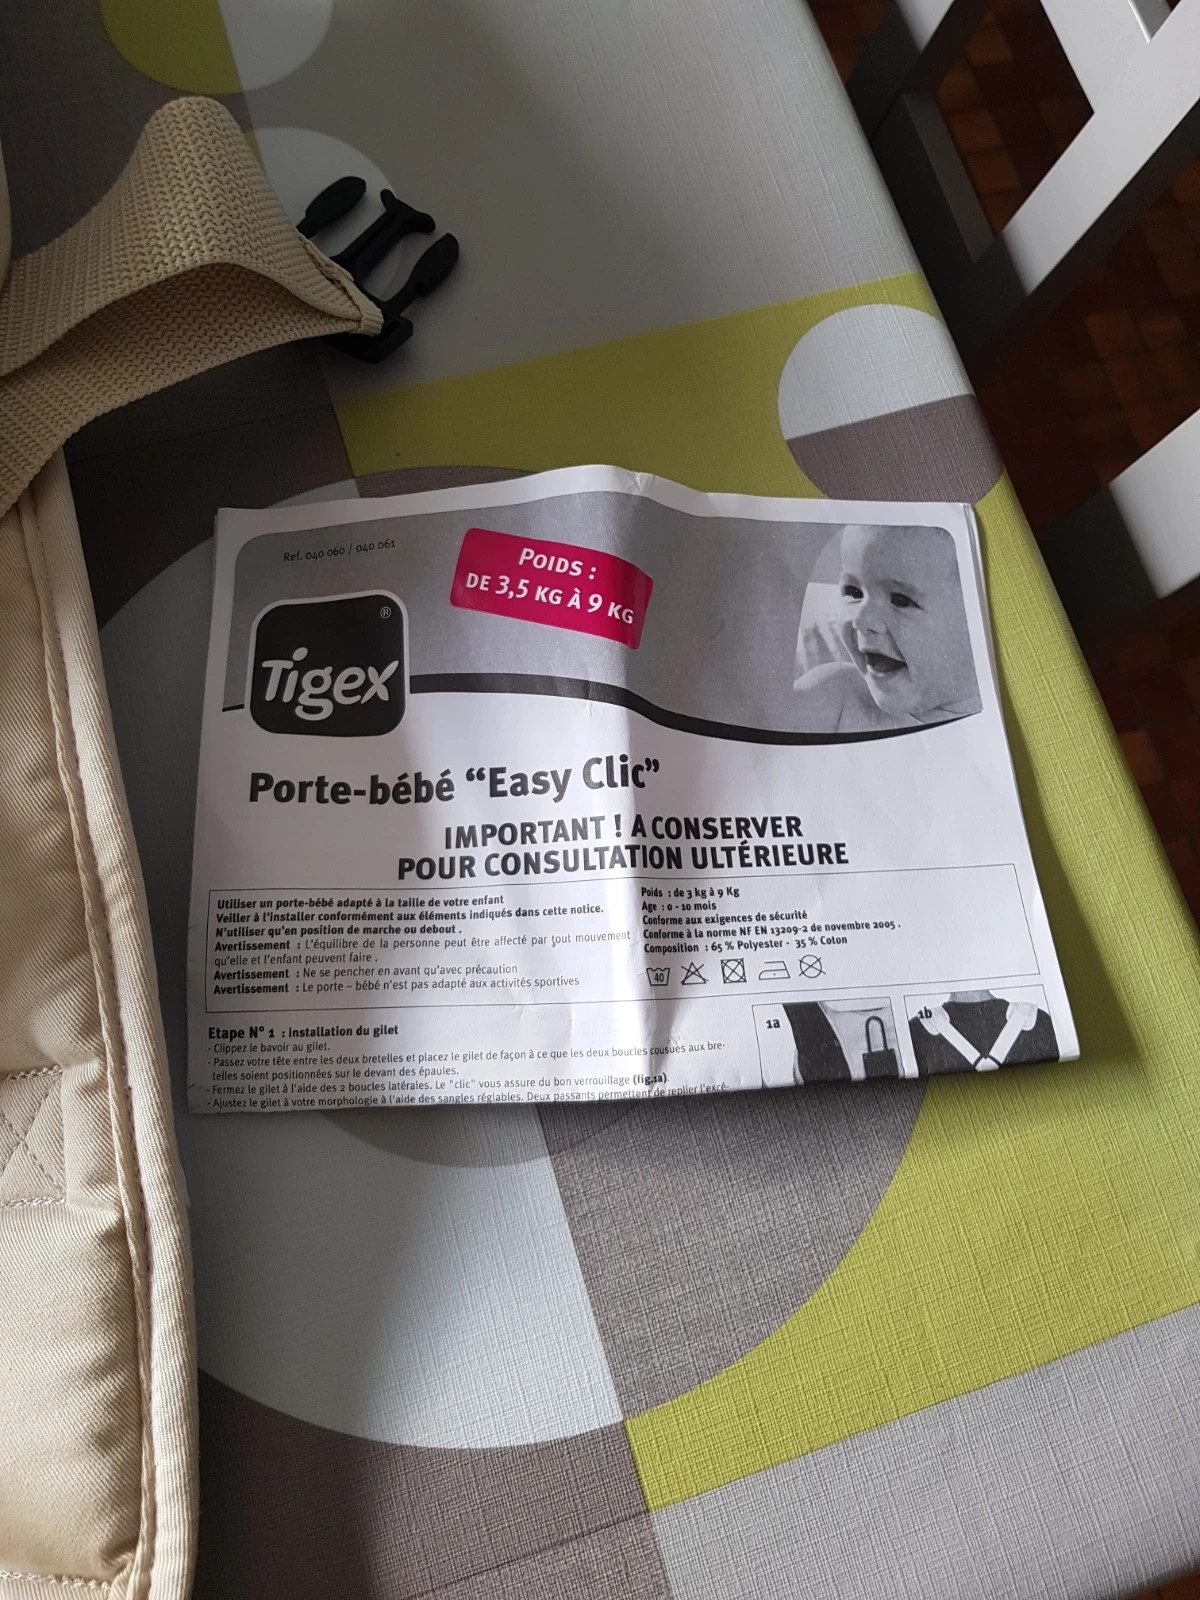 Ref. 040 060 / 040 061
POIDS :
DE 3,5 KG À 9 KG
Tigex®
Porte-bébé “Easy Clic”
IMPORTANT ! A CONSERVER
POUR CONSULTATION ULTÉRIEURE
Utiliser un porte-bébé adapté à la taille de votre enfant
Veiller à l'installer conformément aux éléments indiqués dans cette notice.
N'utiliser qu'en position de marche ou debout .
Avertissement : L'équilibre de la personne peut être affecté par tout mouvement
qu'elle et l'enfant peuvent faire .
Avertissement : Ne se pencher en avant qu'avec précaution
Avertissement : Le porte – bébé n'est pas adapté aux activités sportives
Poids : de 3 kg à 9 Kg
Age : 0 - 10 mois
Conforme aux exigences de sécurité
Conforme à la norme NF EN 13209-2 de novembre 2005 .
Composition : 65 % Polyester - 35 % Coton
40
Etape N° 1 : installation du gilet
- Clippez le bavoir au gilet.
- Passez votre tête entre les deux bretelles et placez le gilet de façon à ce que les deux boucles cousues aux bre-
telles soient positionnées sur le devant des épaules.
- Fermez le gilet à l'aide des 2 boucles latérales. Le "clic" vous assure du bon verrouillage (fig.1a).
- Ajustez le gilet à votre morphologie à l'aide des sangles réglables. Deux passants permettent de replier l'excé-
1a
1b